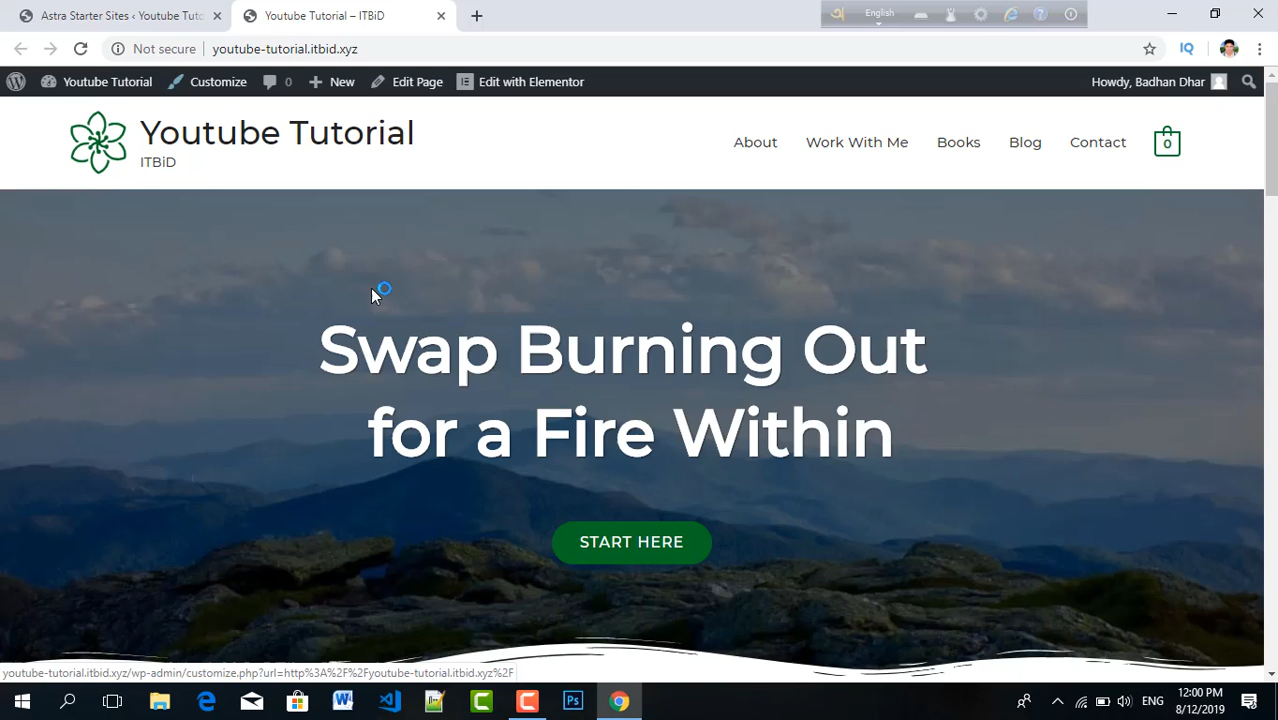 Astra Starter Sites ‹ Youtube Tuto
Youtube Tutorial – ITBiD
English
Not secure
youtube-tutorial.itbid.xyz
IQ
Youtube Tutorial
Customize
0
New
Edit Page
Edit with Elementor
Howdy, Badhan Dhar
Youtube Tutorial
ITBiD
About
Work With Me
Books
Blog
Contact
0
Swap Burning Out
for a Fire Within
START HERE
youtube-tutorial.itbid.xyz/wp-admin/customize.php?url=http%3A%2F%2Fyoutube-tutorial.itbid.xyz%2F
ENG
12:00 PM
8/12/2019